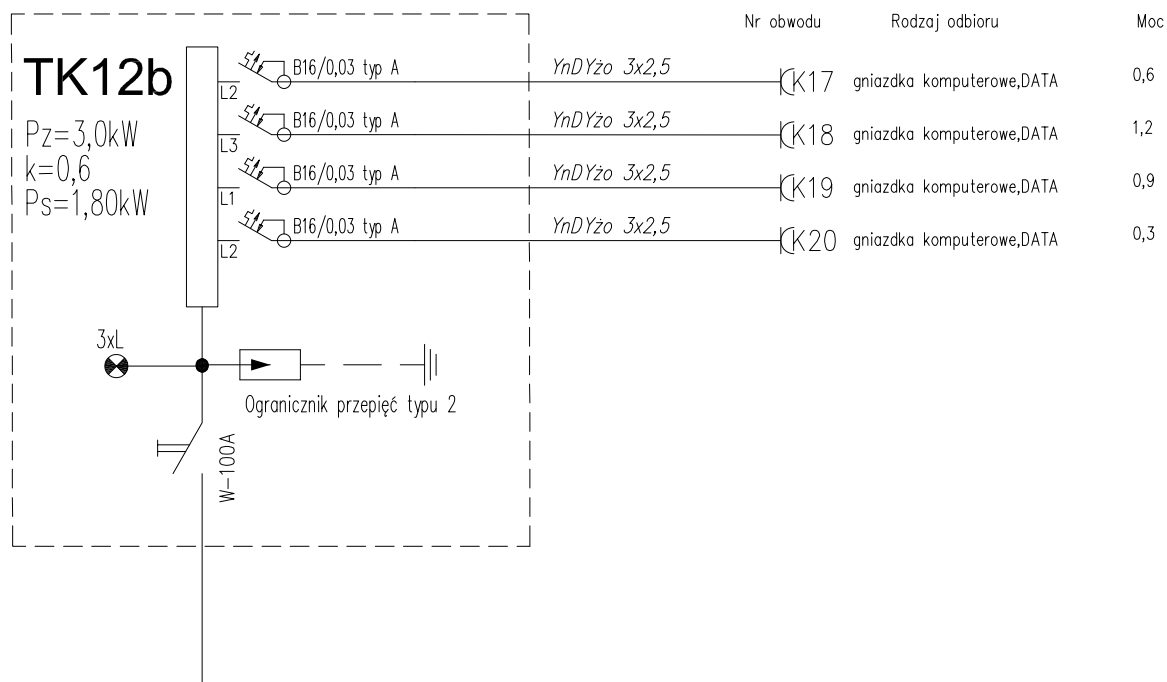 Nr obwodu Rodzaj odbioru Moc
TK12b
Pz=3,0kW
k=0,6
Ps=1,80kW
L2 B16/0,03 typ A YnDYżo 3x2,5 K17 gniazdka komputerowe,DATA 0,6
L3 B16/0,03 typ A YnDYżo 3x2,5 K18 gniazdka komputerowe,DATA 1,2
L1 B16/0,03 typ A YnDYżo 3x2,5 K19 gniazdka komputerowe,DATA 0,9
L2 B16/0,03 typ A YnDYżo 3x2,5 K20 gniazdka komputerowe,DATA 0,3
3xL
Ogranicznik przepięć typu 2
W-100A